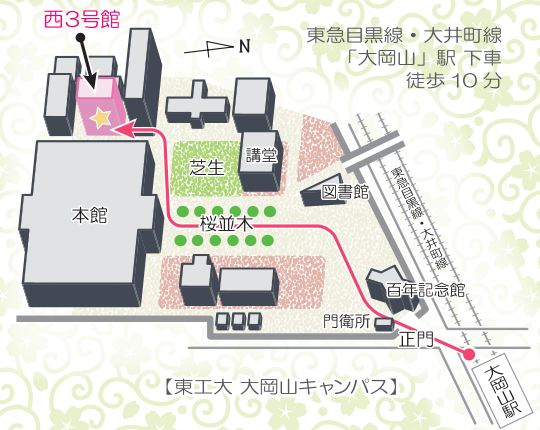 西3号館
N
東急目黒線・大井町線
「大岡山」駅 下車
徒歩 10 分
芝生
講堂
図書館
東急目黒線・大井町線
本館
桜並木
百年記念館
門衛所
正門
【東工大 大岡山キャンパス】
大岡山駅